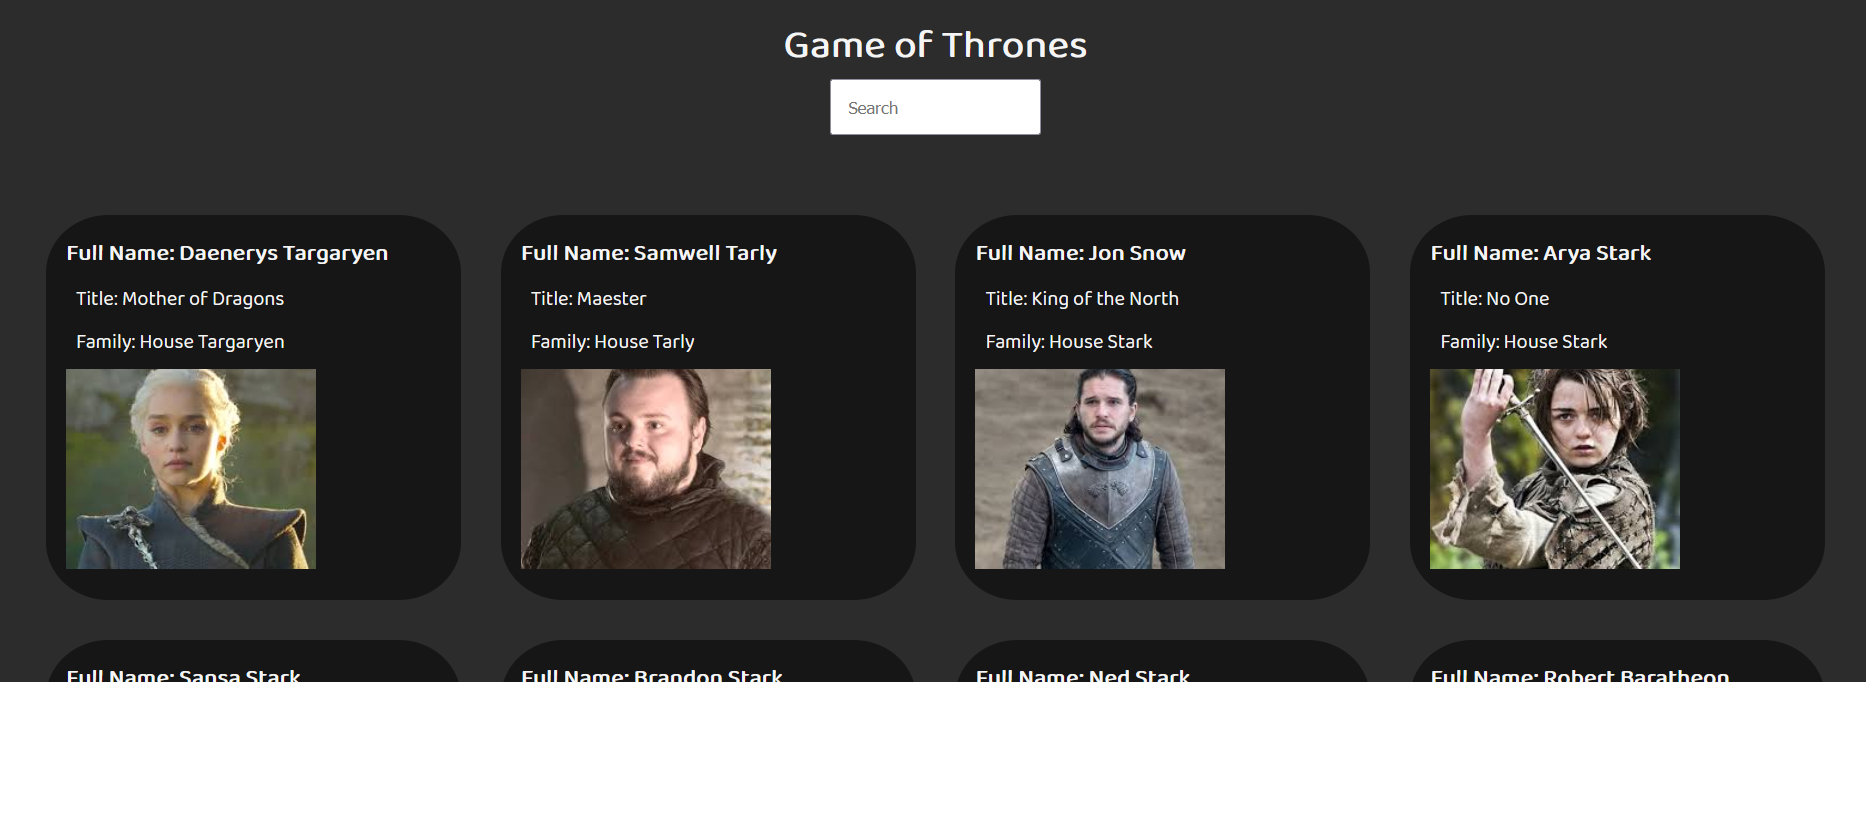 Game of Thrones
Search
Full Name: Daenerys Targaryen
Title: Mother of Dragons
Family: House Targaryen
Full Name: Samwell Tarly
Title: Maester
Family: House Tarly
Full Name: Jon Snow
Title: King of the North
Family: House Stark
Full Name: Arya Stark
Title: No One
Family: House Stark
Full Name: Sansa Stark
Full Name: Brandon Stark
Full Name: Ned Stark
Full Name: Robert Baratheon